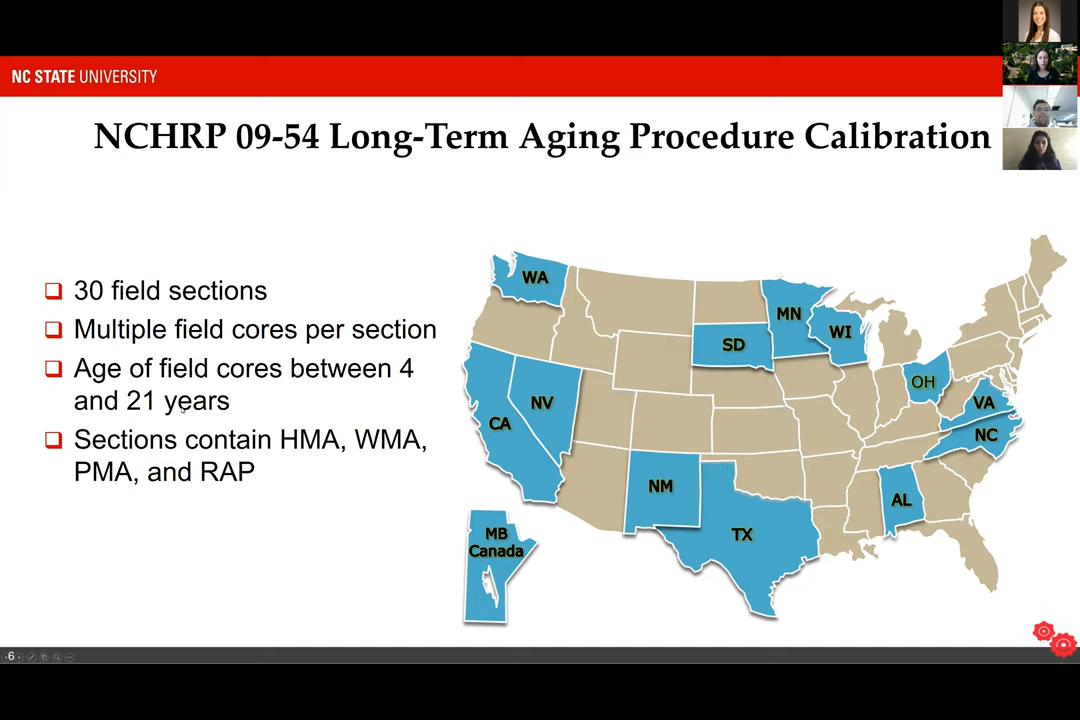 NC STATE UNIVERSITY
NCHRP 09-54 Long-Term Aging Procedure Calibration
30 field sections
Multiple field cores per section
Age of field cores between 4
and 21 years
Sections contain HMA, WMA,
PMA, and RAP
WA
MN
WI
SD
OH
NV
VA
CA
NC
NM
AL
TX
MB
Canada
6